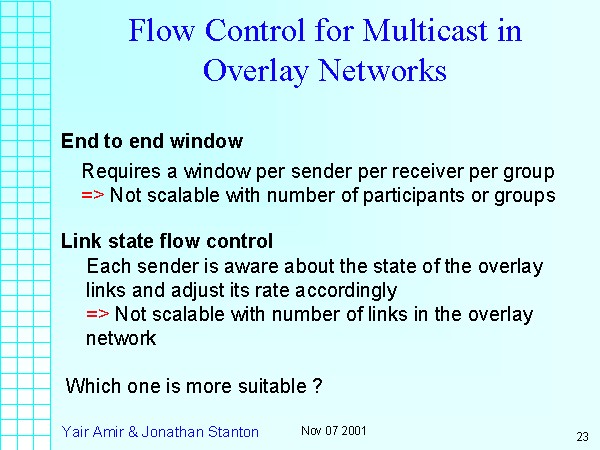 Flow Control for Multicast in
Overlay Networks
End to end window
Requires a window per sender per receiver per group
=> Not scalable with number of participants or groups
Link state flow control
Each sender is aware about the state of the overlay
links and adjust its rate accordingly
=> Not scalable with number of links in the overlay
network
Which one is more suitable ?
Yair Amir & Jonathan Stanton
Nov 07 2001
23